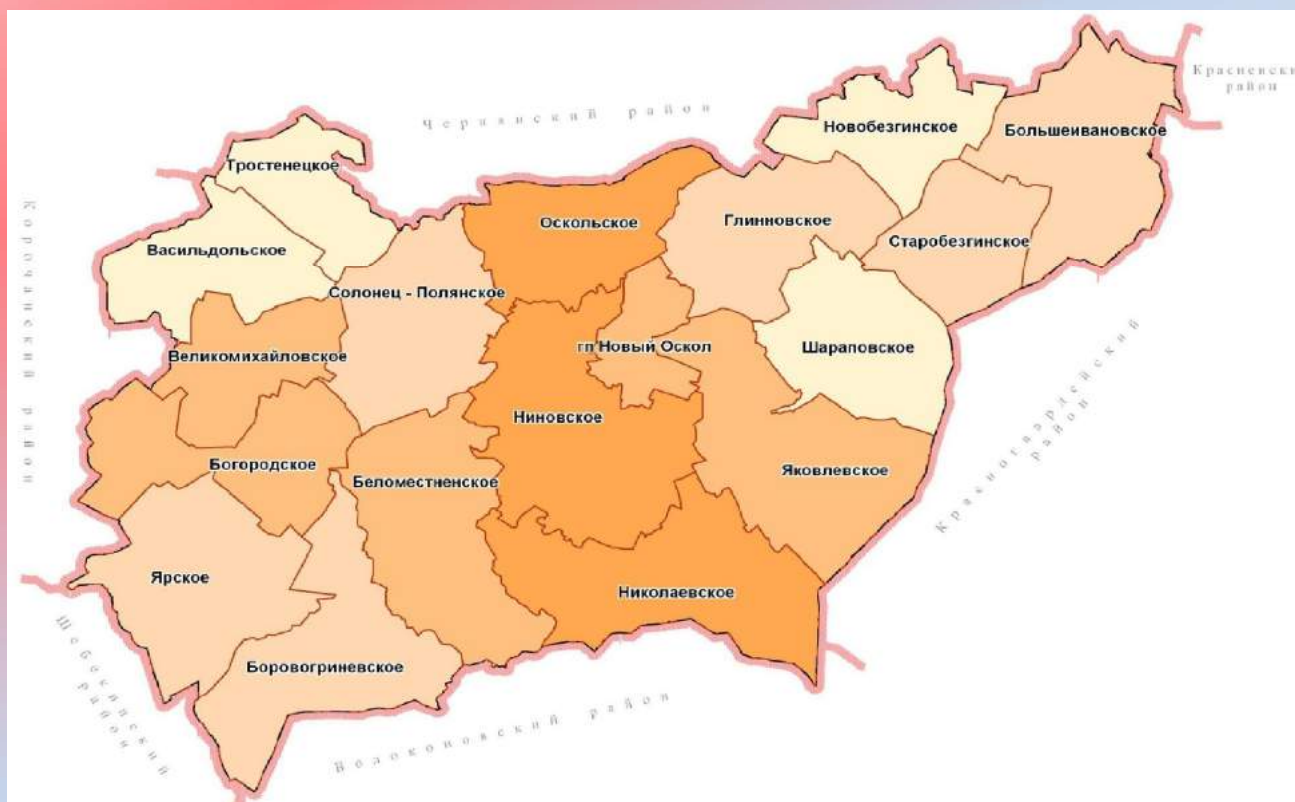 Красненский
район
Чернянский район
Новобезгинское
Большеивановское
Тростенецкое
Оскольское
Глинновское
Старобезгинское
Васильдольское
Солонец - Полянское
Корочанский район
гп Новый Оскол
Шараповское
Великомихайловское
Ниновское
Красногвардейский
район
Богородское
Беломестненское
Яковлевское
Ярское
Николаевское
Боровогриневское
Шебекинский
район
Волоконовский район